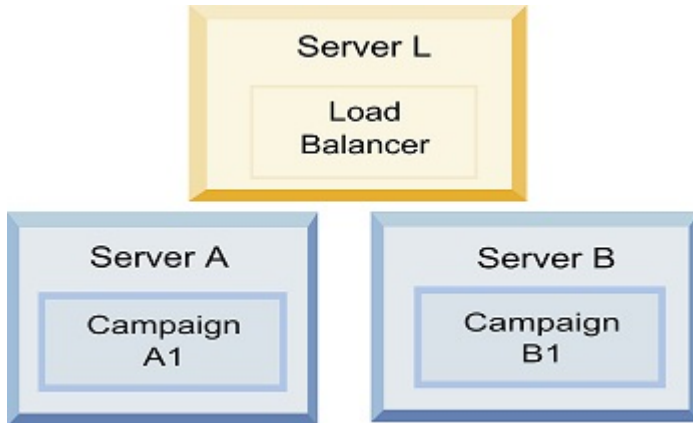 Server L
Load
Balancer
Server A
Campaign
A1
Server B
Campaign
B1